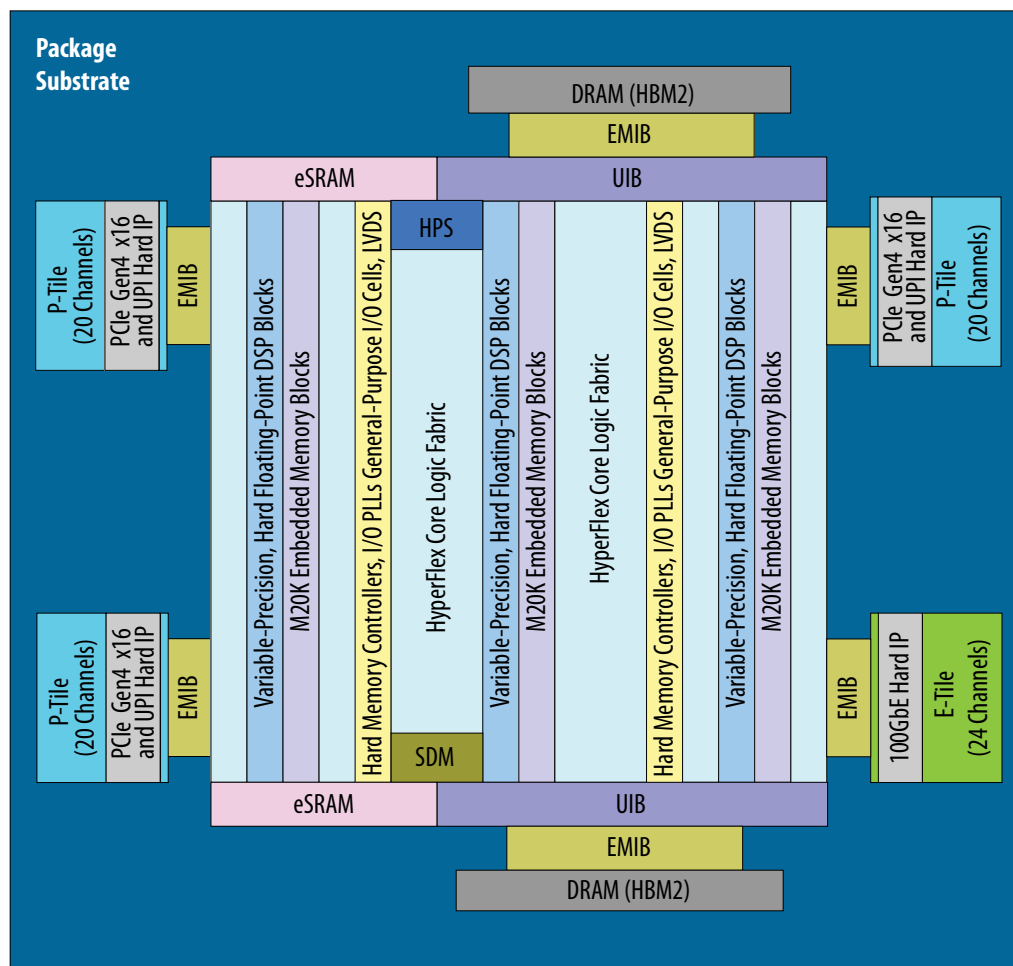 Package
Substrate
DRAM (HBM2)
EMIB
eSRAM
UIB
P-Tile
(20 Channels)
PCIe Gen4 x16
and UPI Hard IP
EMIB
Variable-Precision, Hard Floating-Point DSP Blocks
M20K Embedded Memory Blocks
Hard Memory Controllers, I/O PLLs General-Purpose I/O Cells, LVDS
HPS
HyperFlex Core Logic Fabric
SDM
Variable-Precision, Hard Floating-Point DSP Blocks
M20K Embedded Memory Blocks
HyperFlex Core Logic Fabric
Hard Memory Controllers, I/O PLLs General-Purpose I/O Cells, LVDS
Variable-Precision, Hard Floating-Point DSP Blocks
M20K Embedded Memory Blocks
EMIB
PCIe Gen4 x16
and UPI Hard IP
P-Tile
(20 Channels)
P-Tile
(20 Channels)
PCIe Gen4 x16
and UPI Hard IP
EMIB
EMIB
100GbE Hard IP
E-Tile
(24 Channels)
eSRAM
UIB
EMIB
DRAM (HBM2)